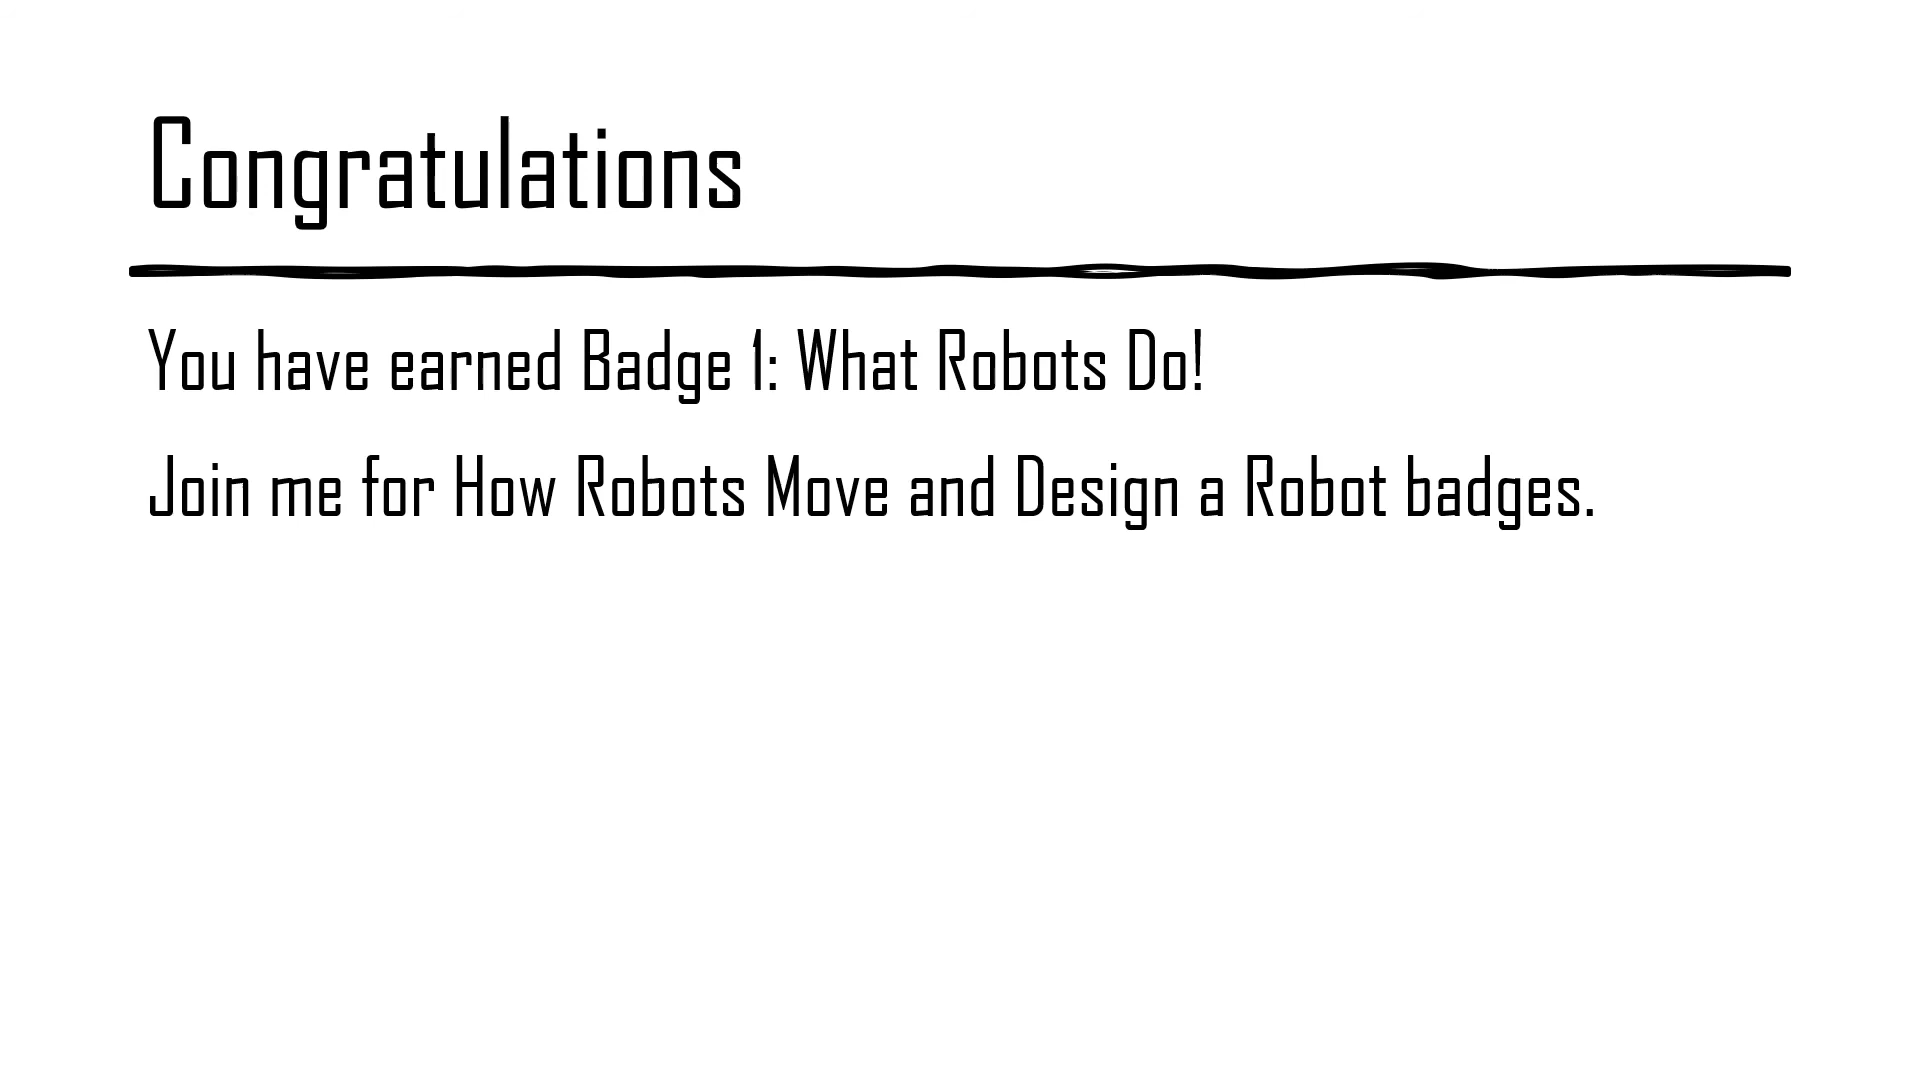 Congratulations
You have earned Badge 1: What Robots Do!
Join me for How Robots Move and Design a Robot badges.